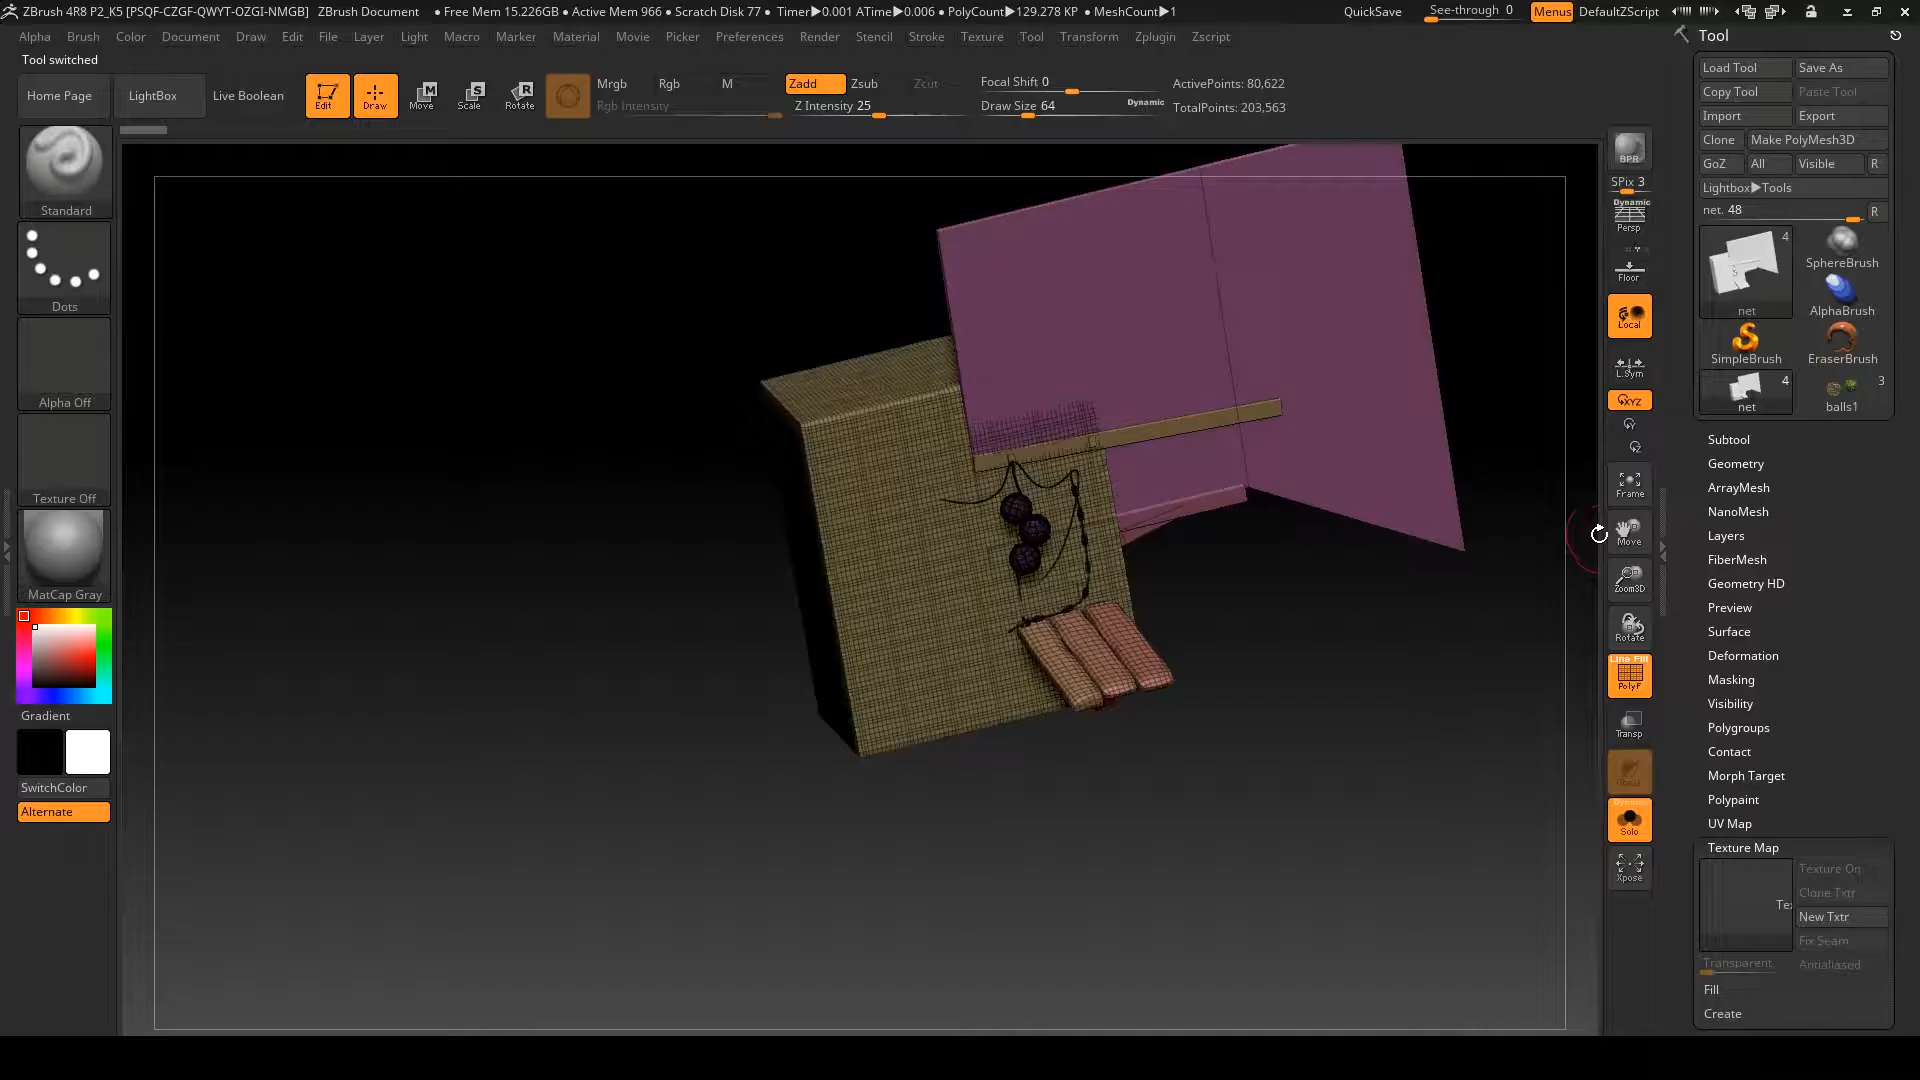 ZBrush 4R8 P2_K5 [PSQF-CZGF-QWYT-OZGI-NMGB] ZBrush Document • Free Mem 15.226GB • Active Mem 966 • Scratch Disk 77 • Timer▶0.001 ATime▶0.006 • PolyCount▶129.278 KP • MeshCount▶1 QuickSave See-through 0 Menus DefaultZScript
Alpha Brush Color Document Draw Edit File Layer Light Macro Marker Material Movie Picker Preferences Render Stencil Stroke Texture Tool Transform Zplugin Zscript
Tool switched
Home Page LightBox Live Boolean Edit Draw Move Scale Rotate
Mrgb Rgb M Zadd Zsub Zcut Focal Shift 0 ActivePoints: 80,622
Rgb Intensity Z Intensity 25 Draw Size 64 Dynamic TotalPoints: 203,563
Standard
Dots
Alpha Off
Texture Off
MatCap Gray
Gradient
SwitchColor
Alternate
BPR
SPix 3
Dynamic
Persp
Floor
Local
L.Sym
XYZ
Y
Z
Frame
Move
Zoom3D
Rotate
Line Fill
PolyF
Transp
Dynamic
Solo
Xpose
Tool
Load Tool Save As
Copy Tool Paste Tool
Import Export
Clone Make PolyMesh3D
GoZ All Visible R
Lightbox▶Tools
net. 48 R
4
net
SphereBrush
AlphaBrush
SimpleBrush EraserBrush
4 3
net balls1
Subtool
Geometry
ArrayMesh
NanoMesh
Layers
FiberMesh
Geometry HD
Preview
Surface
Deformation
Masking
Visibility
Polygroups
Contact
Morph Target
Polypaint
UV Map
Texture Map
Texture On
Clone Txtr
Te
New Txtr
Fix Seam
Transparent Antialiased
Fill
Create